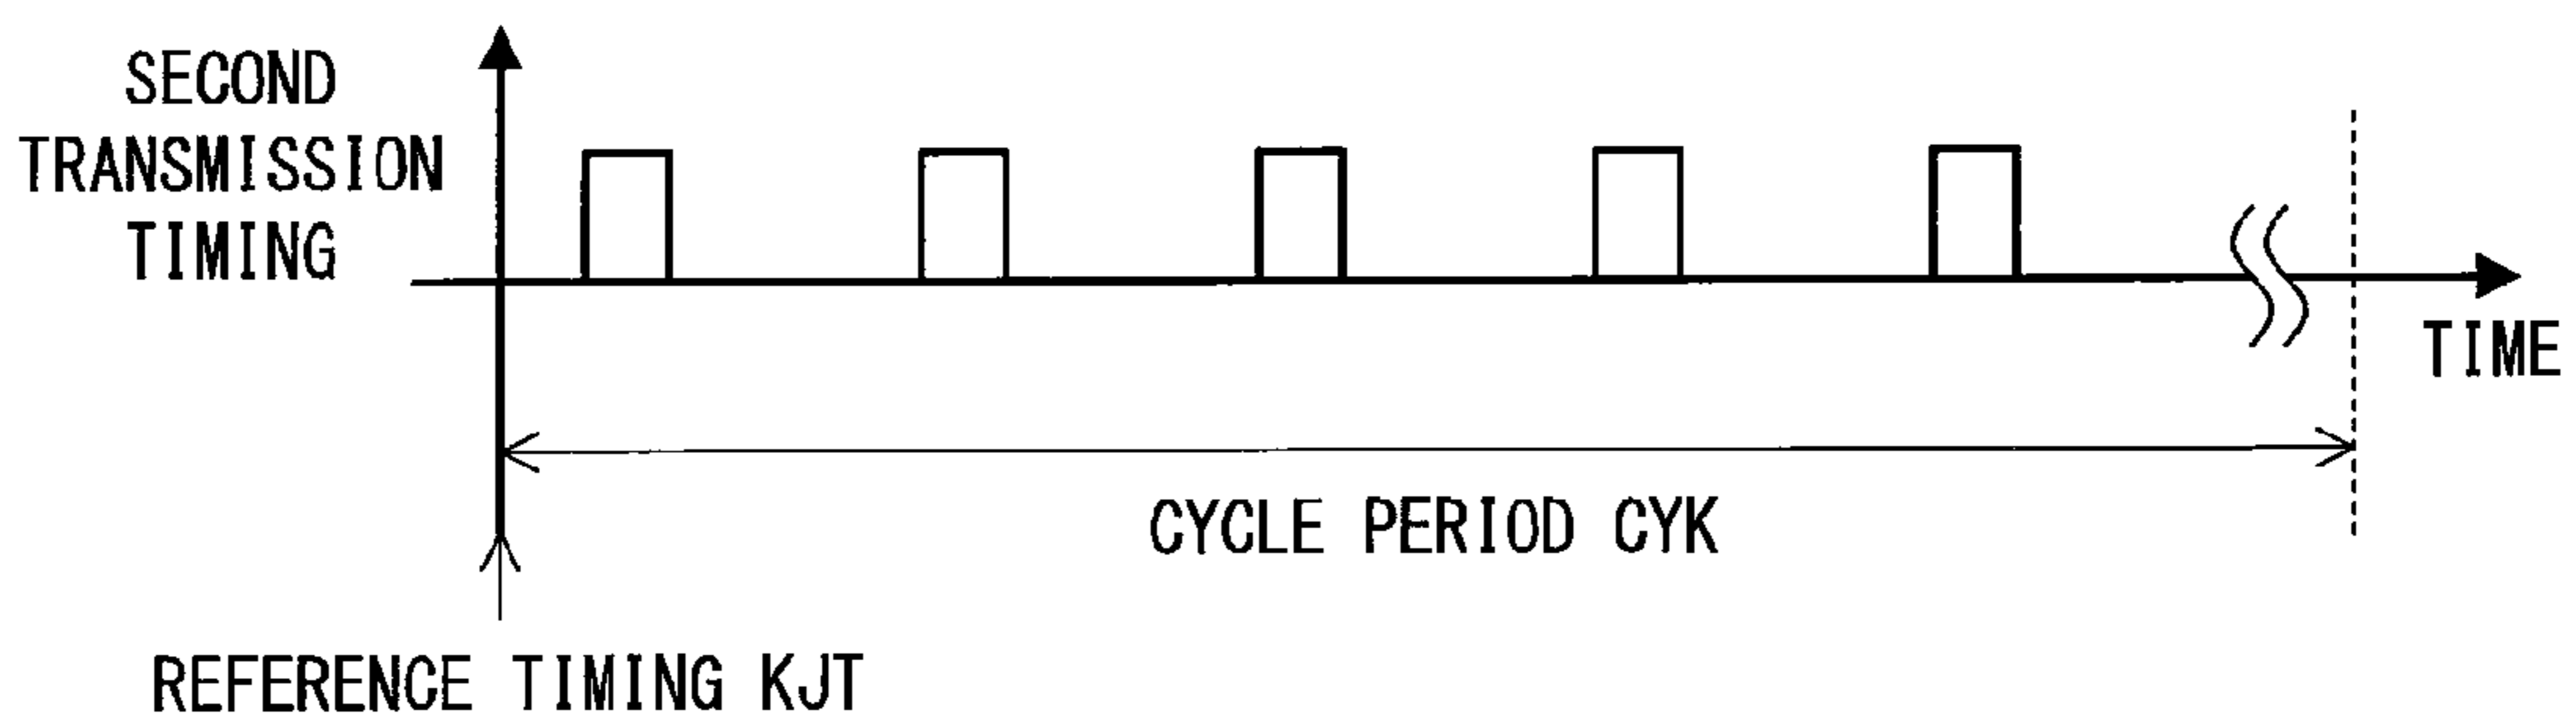 SECOND
TRANSMISSION
TIMING
TIME
CYCLE PERIOD CYK
REFERENCE TIMING KJT